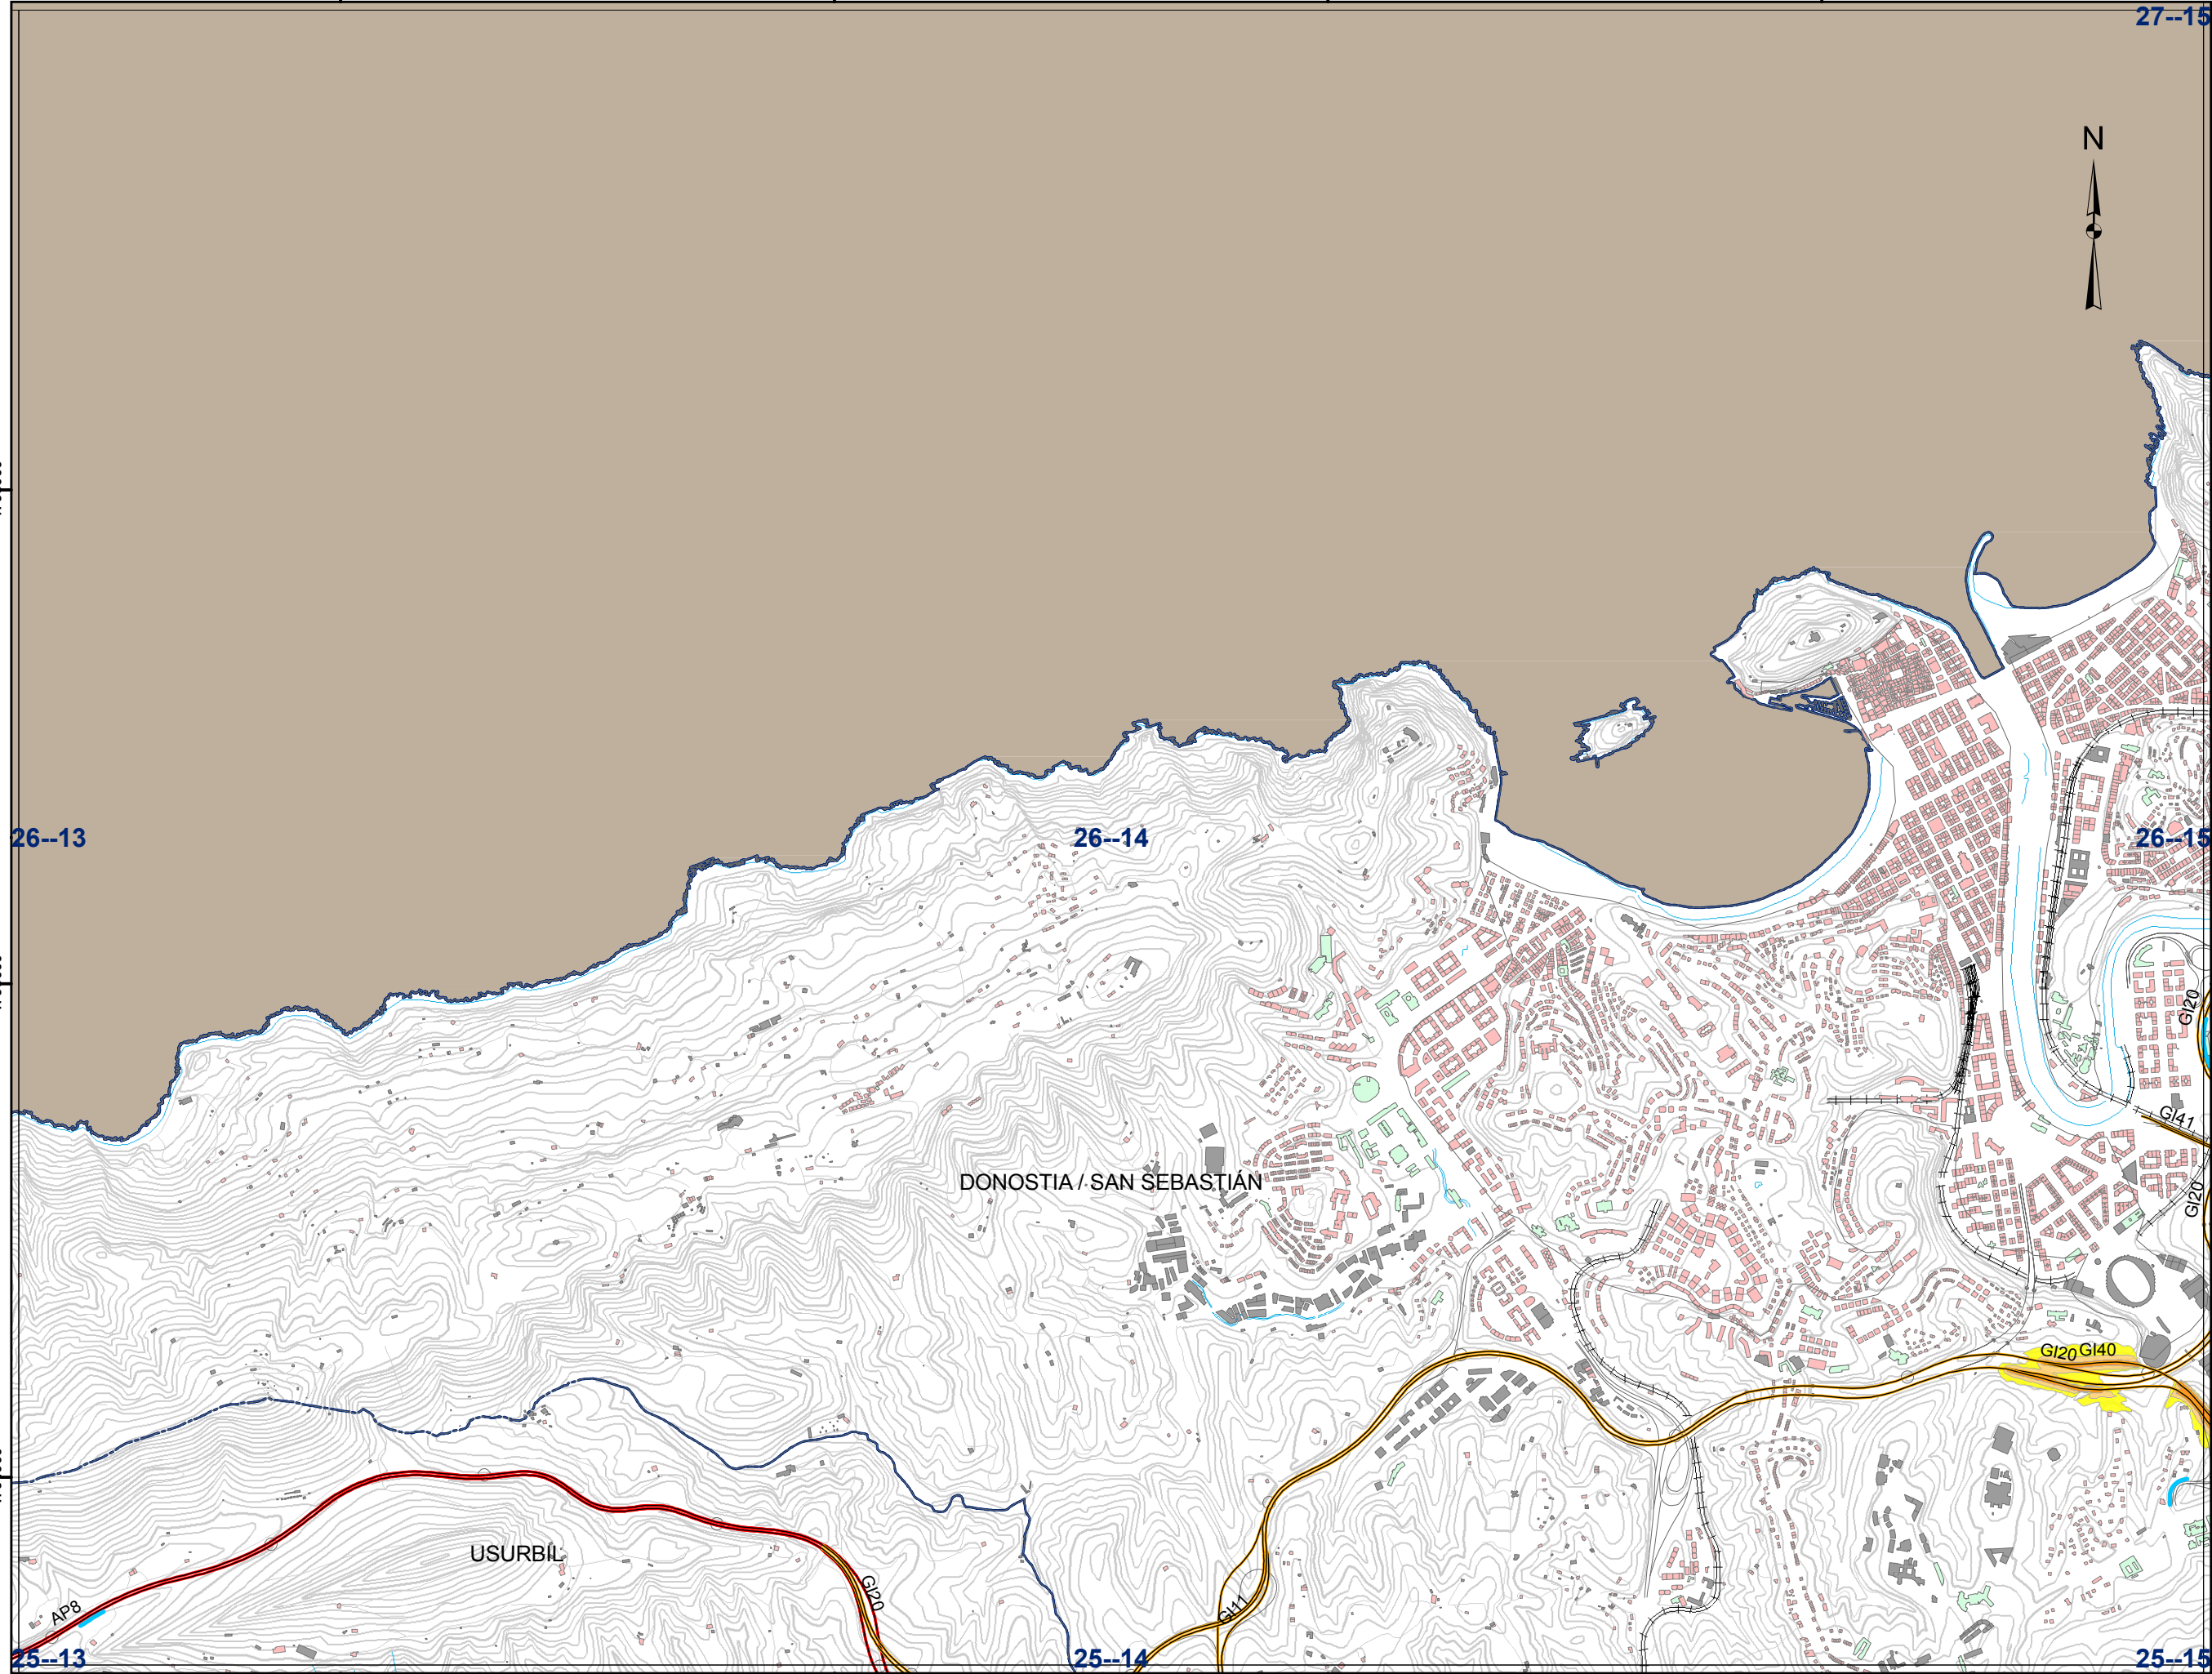 27--15
N
26--13
26--14
26--15
GI20
GI41
DONOSTIA / SAN SEBASTIÁN
GI20
GI20 GI40
USURBIL
AP8
GI20
GI11
25--13
25--14
25--15